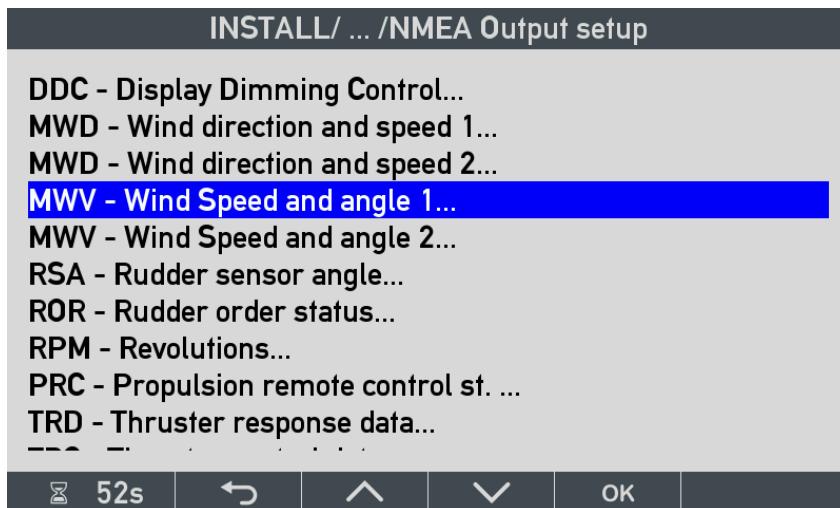 INSTALL/ ... /NMEA Output setup
DDC - Display Dimming Control...
MWD - Wind direction and speed 1...
MWD - Wind direction and speed 2...
MWV - Wind Speed and angle 1...
MWV - Wind Speed and angle 2...
RSA - Rudder sensor angle...
ROR - Rudder order status...
RPM - Revolutions...
PRC - Propulsion remote control st. ...
TRD - Thruster response data...
52s
OK